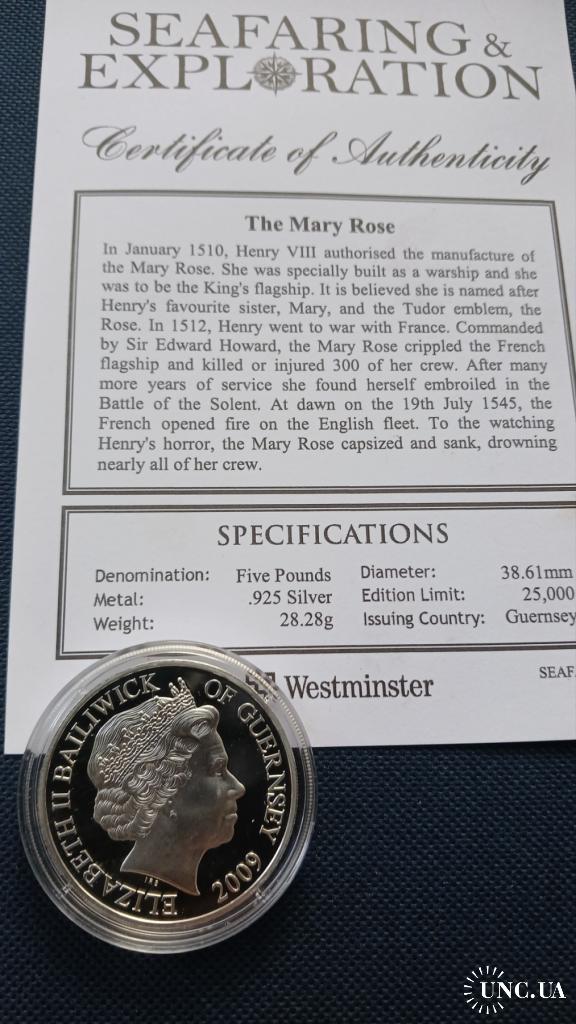 SEAFARING &
EXPLORATION
Certificate of Authenticity
The Mary Rose
In January 1510, Henry VIII authorised the manufacture of
the Mary Rose. She was specially built as a warship and she
was to be the King's flagship. It is believed she is named after
Henry's favourite sister, Mary, and the Tudor emblem, the
Rose. In 1512, Henry went to war with France. Commanded
by Sir Edward Howard, the Mary Rose crippled the French
flagship and killed or injured 300 of her crew. After many
more years of service she found herself embroiled in the
Battle of the Solent. At dawn on the 19th July 1545, the
French opened fire on the English fleet. To the watching
Henry's horror, the Mary Rose capsized and sank, drowning
nearly all of her crew.
SPECIFICATIONS
Denomination: Five Pounds Diameter: 38.61mm
Metal: .925 Silver Edition Limit: 25,000
Weight: 28.28g Issuing Country: Guernsey
Westminster
SEAF
ELIZABETH II BAILIWICK OF GUERNSEY 2009
UNC.UA